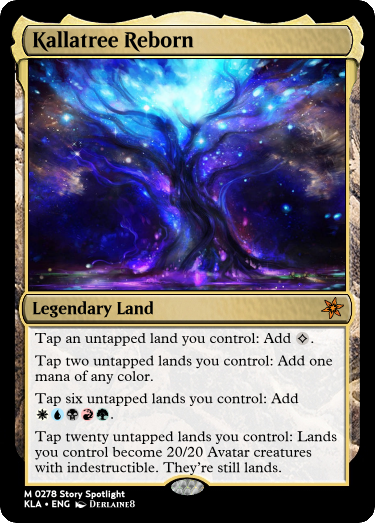 Kallatree Reborn
Legendary Land
Tap an untapped land you control: Add {C}.
Tap two untapped lands you control: Add one
mana of any color.
Tap six untapped lands you control: Add
{W}{U}{B}{R}{G}.
Tap twenty untapped lands you control: Lands
you control become 20/20 Avatar creatures
with indestructible. They're still lands.
M 0278 Story Spotlight
KLA • ENG Derlaine8